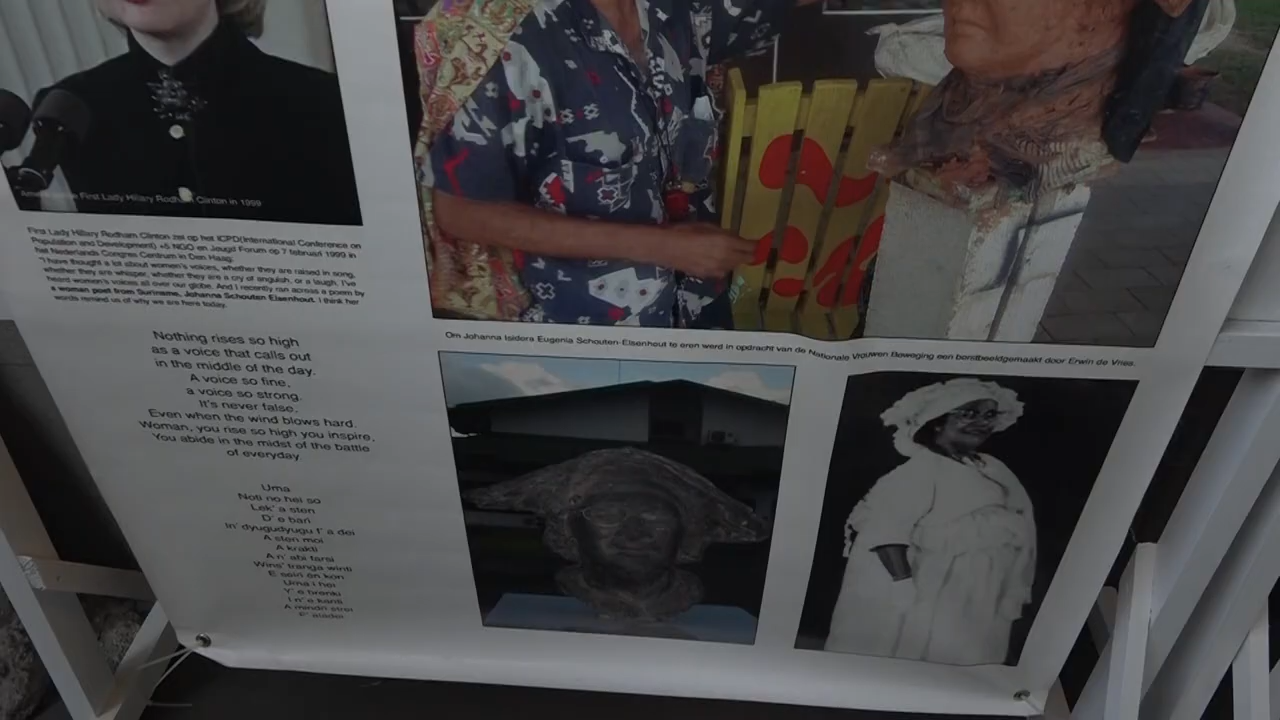 First Lady Hillary Rodham Clinton in 1999
First Lady Hillary Rodham Clinton zei op het ICPD(International Conference on
Population and Development) +5 NGO en Jeugd Forum op 7 februari 1999 in
het Nederlands Congres Centrum in Den Haag:
"I have thought a lot about women's voices, whether they are raised in song,
whether they are whisper, whether they are a cry of anguish, or a laugh. I've
heard women's voices all over our globe. And I recently ran across a poem by
a woman poet from Suriname, Johanna Schouten Elsenhout. I think her
words remind us of why we are here today.
Nothing rises so high
as a voice that calls out
in the middle of the day.
A voice so fine,
a voice so strong.
It's never false.
Even when the wind blows hard.
Woman, you rise so high you inspire,
You abide in the midst of the battle
of everyday
Uma
Noti no hei so
Lek' a sten
D' e bari
In' dyugudyugu f' a dei
A sten moi
A krakti
A n' abi farsi
Wins' tranga winti
E seiri en kon
Uma i hei
Y' e brenki
I n' e kanti
A mindri strei
Om Johanna Isidora Eugenia Schouten-Elsenhout te eren werd in opdracht van de Nationale Vrouwen Beweging een borstbeeldgemaakt door Erwin de Vries.